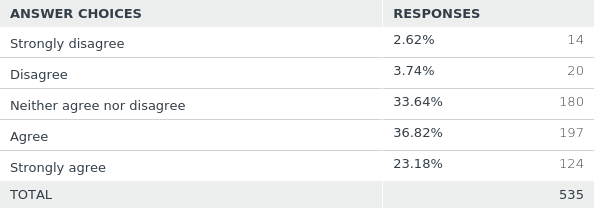 ANSWER CHOICES RESPONSES
Strongly disagree 2.62% 14
Disagree 3.74% 20
Neither agree nor disagree 33.64% 180
Agree 36.82% 197
Strongly agree 23.18% 124
TOTAL 535